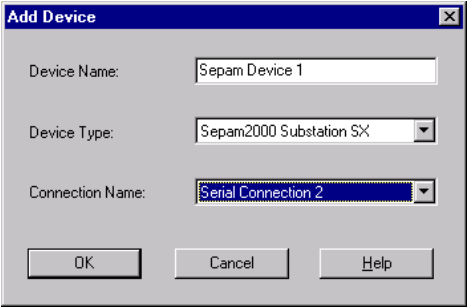 Add Device
Device Name: Sepam Device 1
Device Type: Sepam2000 Substation SX
Connection Name: Serial Connection 2
OK Cancel Help